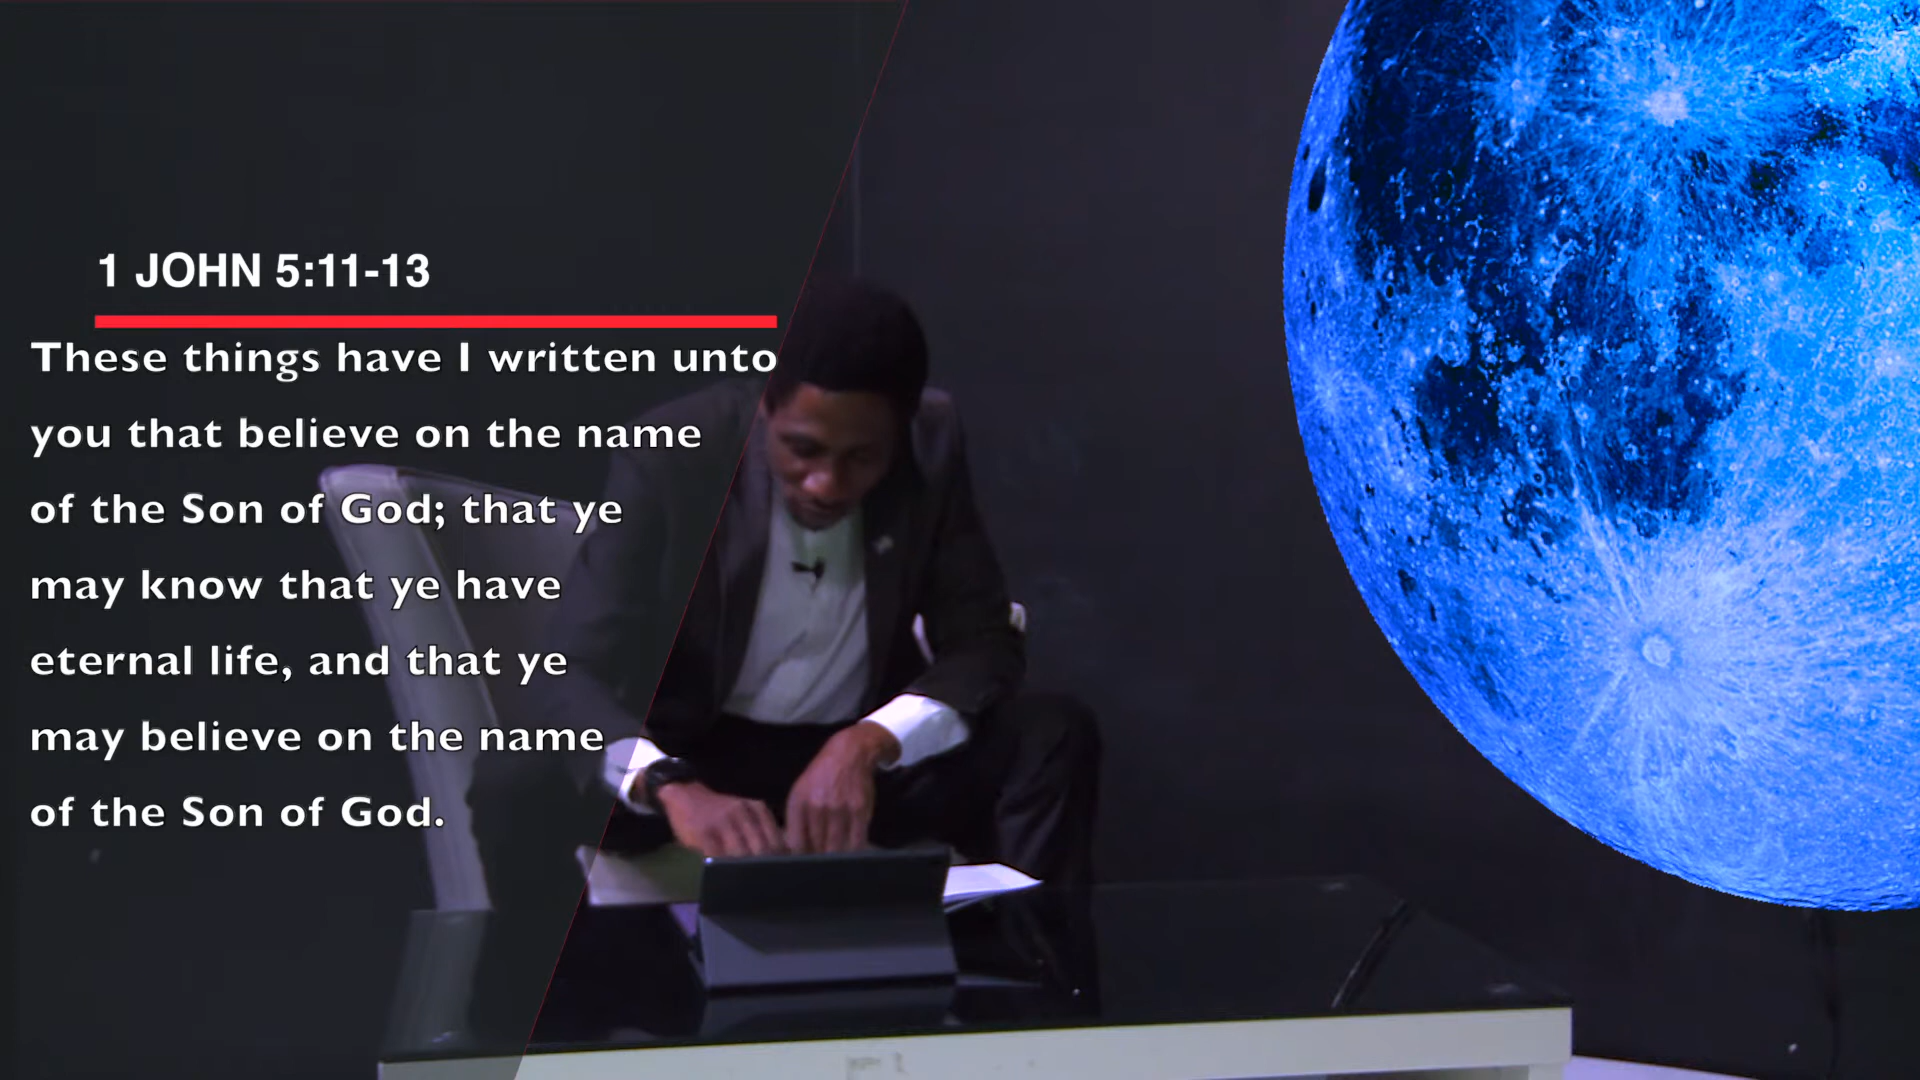 1 JOHN 5:11-13
These things have I written unto
you that believe on the name
of the Son of God; that ye
may know that ye have
eternal life, and that ye
may believe on the name
of the Son of God.